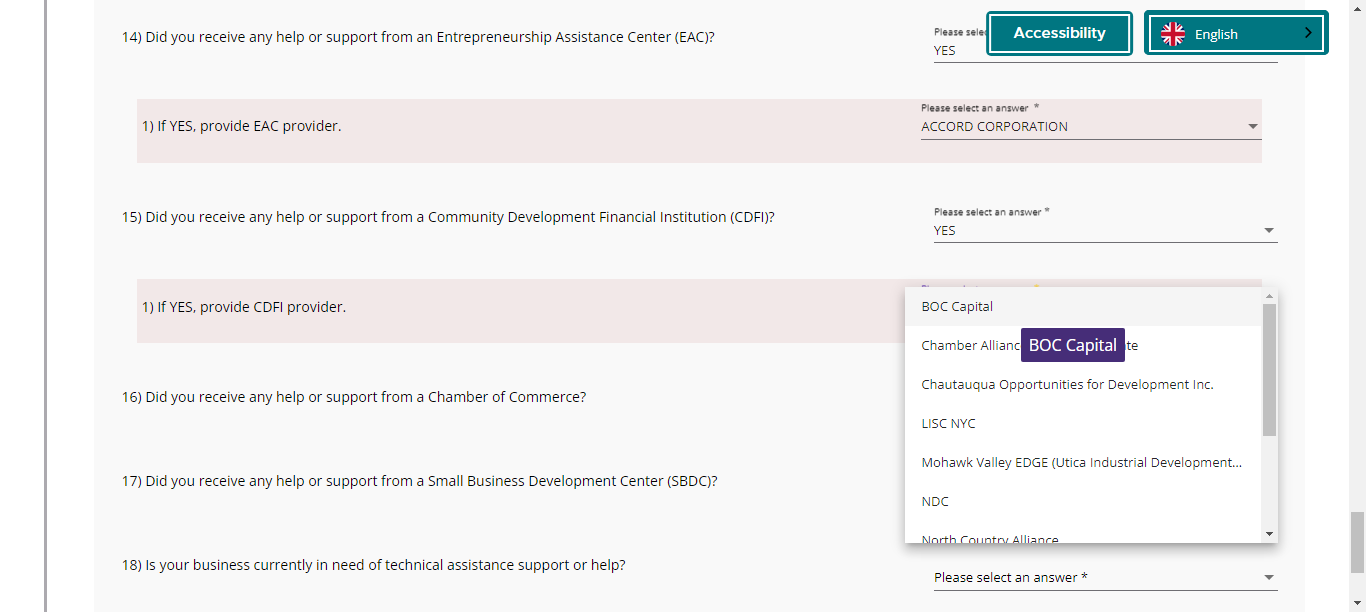 14) Did you receive any help or support from an Entrepreneurship Assistance Center (EAC)?
Please
YES
Accessibility
English
1) If YES, provide EAC provider.
Please select an answer *
ACCORD CORPORATION
15) Did you receive any help or support from a Community Development Financial Institution (CDFI)?
Please select an answer *
YES
1) If YES, provide CDFI provider.
BOC Capital
Chamber
BOC Capital
Chautauqua Opportunities for Development Inc.
LISC NYC
Mohawk Valley EDGE (Utica Industrial Development...
NDC
North Country Alliance
16) Did you receive any help or support from a Chamber of Commerce?
17) Did you receive any help or support from a Small Business Development Center (SBDC)?
18) Is your business currently in need of technical assistance support or help?
Please select an answer *